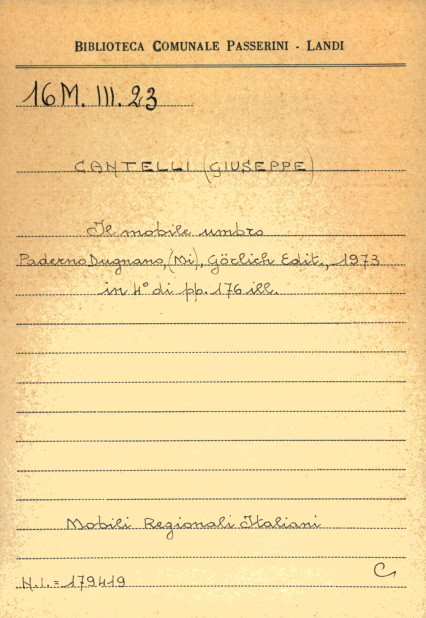 BIBLIOTECA COMUNALE PASSERINI - LANDI
16M. III. 23
CANTELLI (GIUSEPPE)
Il mobile umbro
Paderno Dugnano, (Mi), Görlich Edit., 1973
in 4° di pp. 176 ill.
Mobili Regionali Italiani
C
N.I. = 179419